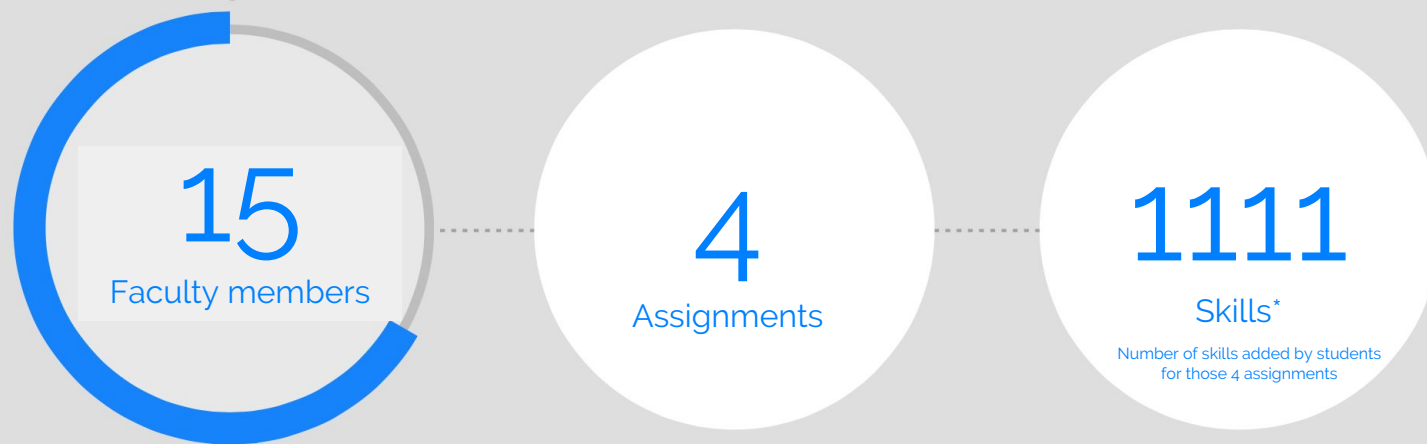 15
Faculty members
4
Assignments
1111
Skills*
Number of skills added by students
for those 4 assignments